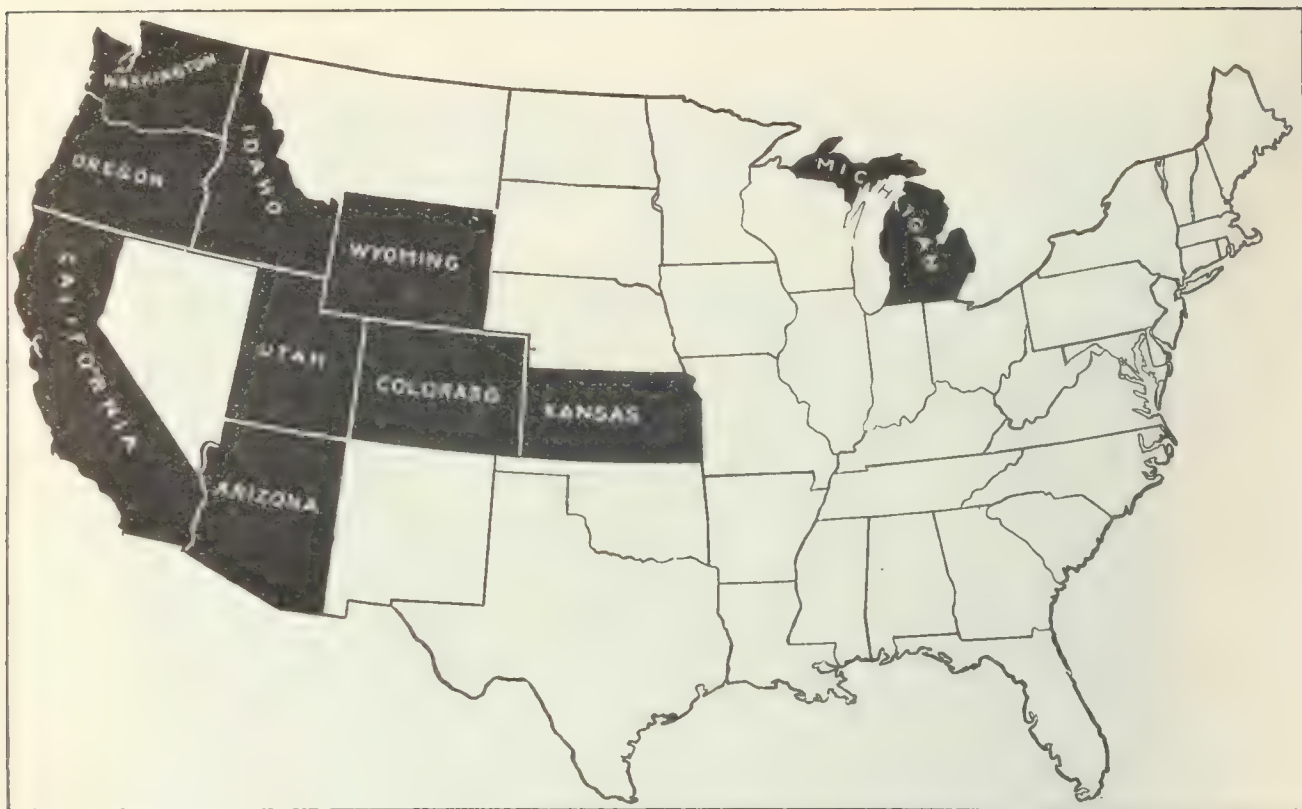 WASHINGTON
IDAHO
OREGON
MICHIGAN
WYOMING
CALIFORNIA
UTAH
COLORADO
KANSAS
ARIZONA